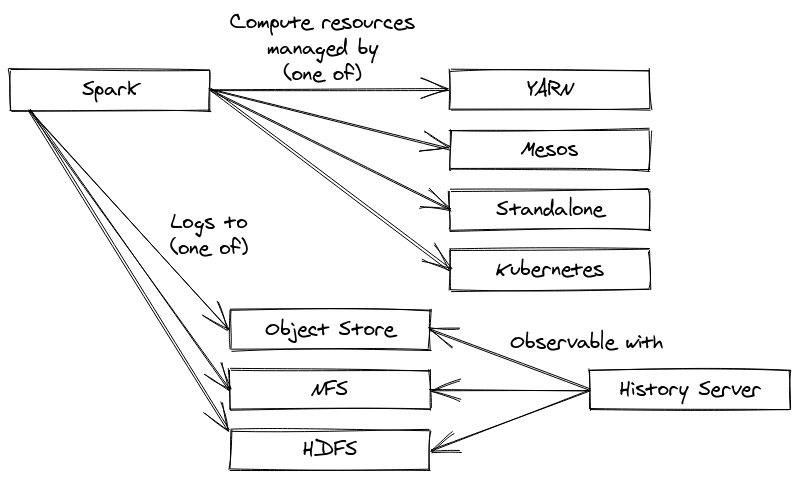 Compute resources
managed by
(one of)
Spark
YARN
Mesos
Standalone
Kubernetes
Logs to
(one of)
Object Store
NFS
HDFS
Observable with
History Server